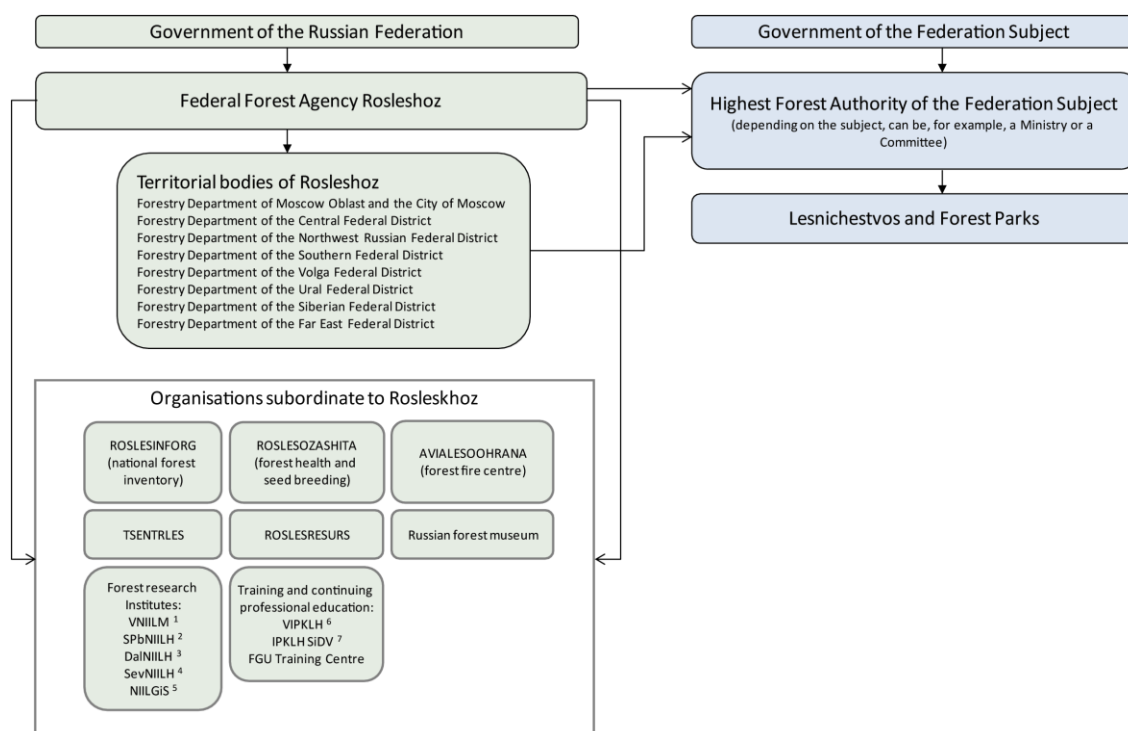 Government of the Russian Federation
Federal Forest Agency Rosleshoz
Territorial bodies of Rosleshoz
Forestry Department of Moscow Oblast and the City of Moscow
Forestry Department of the Central Federal District
Forestry Department of the Northwest Russian Federal District
Forestry Department of the Southern Federal District
Forestry Department of the Volga Federal District
Forestry Department of the Ural Federal District
Forestry Department of the Siberian Federal District
Forestry Department of the Far East Federal District
Government of the Federation Subject
Highest Forest Authority of the Federation Subject
(depending on the subject, can be, for example, a Ministry or a
Committee)
Lesnichestvos and Forest Parks
Organisations subordinate to Rosleskhoz
ROSLESINFORG
(national forest
inventory)
ROSLESOZASHITA
(forest health and
seed breeding)
AVIALESOOHRANA
(forest fire centre)
TSENTRLES
ROSLESRESURS
Russian forest museum
Forest research
Institutes:
VNIILM 1
SPbNIILH 2
DalNIILH 3
SevNIILH 4
NIILGiS 5
Training and continuing
professional education:
VIPKLH 6
IPKLH SiDV 7
FGU Training Centre